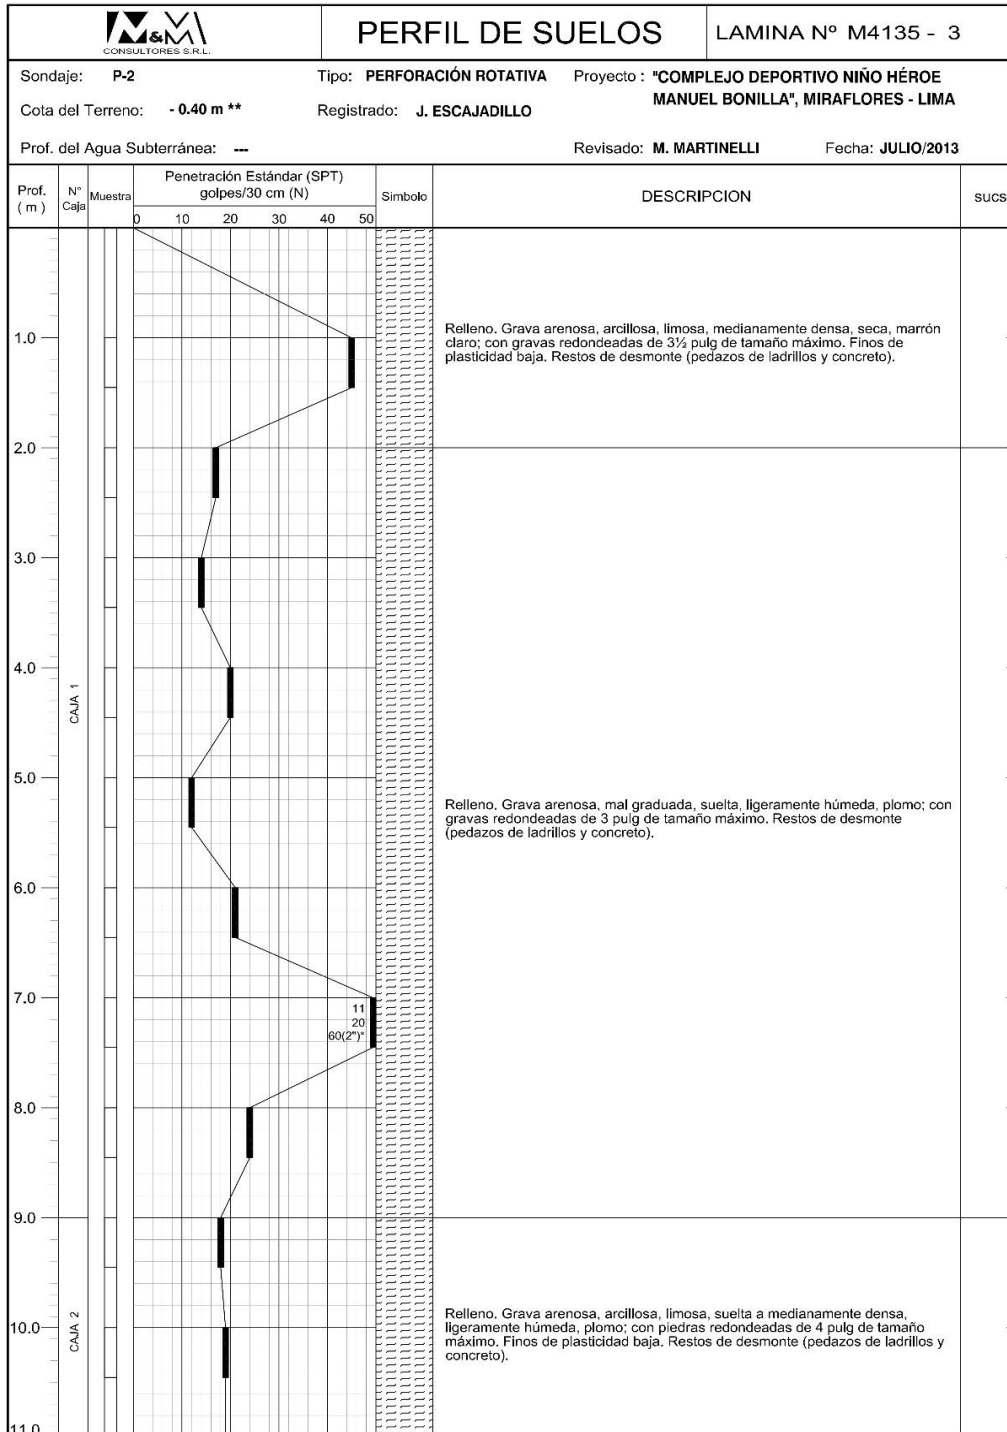 M&M
CONSULTORES S.R.L.
PERFIL DE SUELOS
LAMINA Nº M4135 - 3
Sondaje: P-2
Tipo: PERFORACIÓN ROTATIVA
Proyecto : "COMPLEJO DEPORTIVO NIÑO HÉROE
MANUEL BONILLA", MIRAFLORES - LIMA
Cota del Terreno: - 0.40 m **
Registrado: J. ESCAJADILLO
Prof. del Agua Subterránea: ---
Revisado: M. MARTINELLI
Fecha: JULIO/2013
Prof.
( m )
N°
Caja
Muestra
Penetración Estándar (SPT)
golpes/30 cm (N)
0 10 20 30 40 50
Simbolo
DESCRIPCION
sucs
1.0
Relleno. Grava arenosa, arcillosa, limosa, medianamente densa, seca, marrón
claro; con gravas redondeadas de 3½ pulg de tamaño máximo. Finos de
plasticidad baja. Restos de desmonte (pedazos de ladrillos y concreto).
2.0
3.0
4.0
CAJA 1
5.0
Relleno. Grava arenosa, mal graduada, suelta, ligeramente húmeda, plomo; con
gravas redondeadas de 3 pulg de tamaño máximo. Restos de desmonte
(pedazos de ladrillos y concreto).
6.0
7.0
11
20
60(2")*
8.0
9.0
10.0
CAJA 2
Relleno. Grava arenosa, arcillosa, limosa, suelta a medianamente densa,
ligeramente húmeda, plomo; con piedras redondeadas de 4 pulg de tamaño
máximo. Finos de plasticidad baja. Restos de desmonte (pedazos de ladrillos y
concreto).
11.0